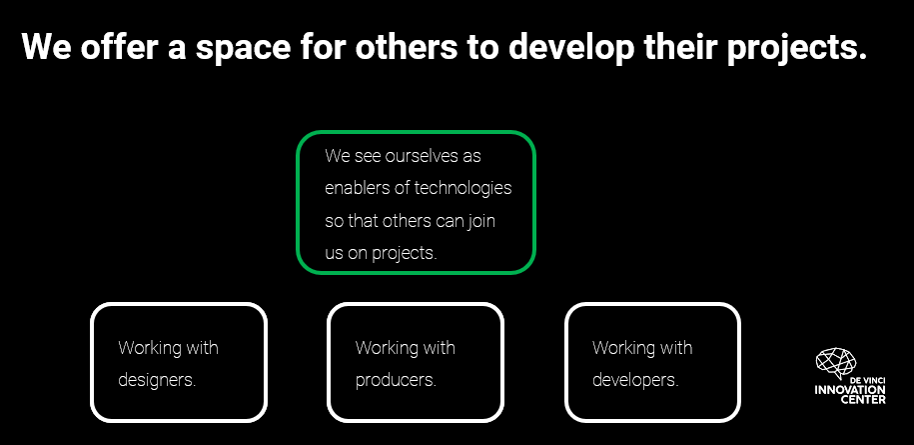 We offer a space for others to develop their projects.
We see ourselves as
enablers of technologies
so that others can join
us on projects.
Working with
designers.
Working with
producers.
Working with
developers.
DE VINCI
INNOVATION
CENTER